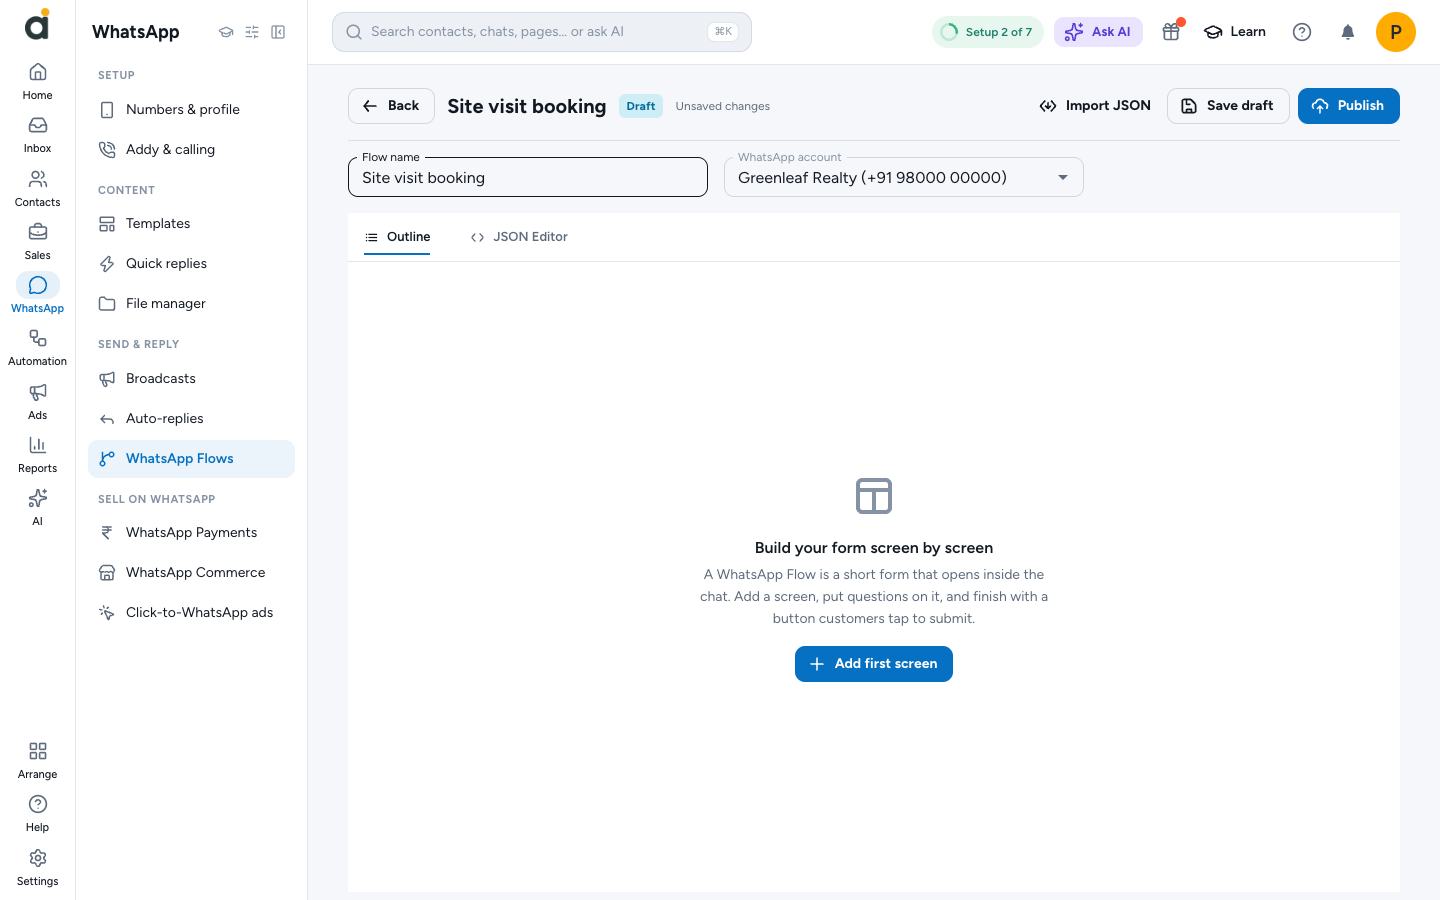 WhatsApp
Search contacts, chats, pages... or ask AI
⌘K
Setup 2 of 7
Ask AI
Learn
P
Home
Inbox
Contacts
Sales
WhatsApp
Automation
Ads
Reports
AI
Arrange
Help
Settings
SETUP
Numbers & profile
Addy & calling
CONTENT
Templates
Quick replies
File manager
SEND & REPLY
Broadcasts
Auto-replies
WhatsApp Flows
SELL ON WHATSAPP
WhatsApp Payments
WhatsApp Commerce
Click-to-WhatsApp ads
Back
Site visit booking
Draft
Unsaved changes
Import JSON
Save draft
Publish
Flow name
Site visit booking
WhatsApp account
Greenleaf Realty (+91 98000 00000)
Outline
JSON Editor
Build your form screen by screen
A WhatsApp Flow is a short form that opens inside the
chat. Add a screen, put questions on it, and finish with a
button customers tap to submit.
Add first screen